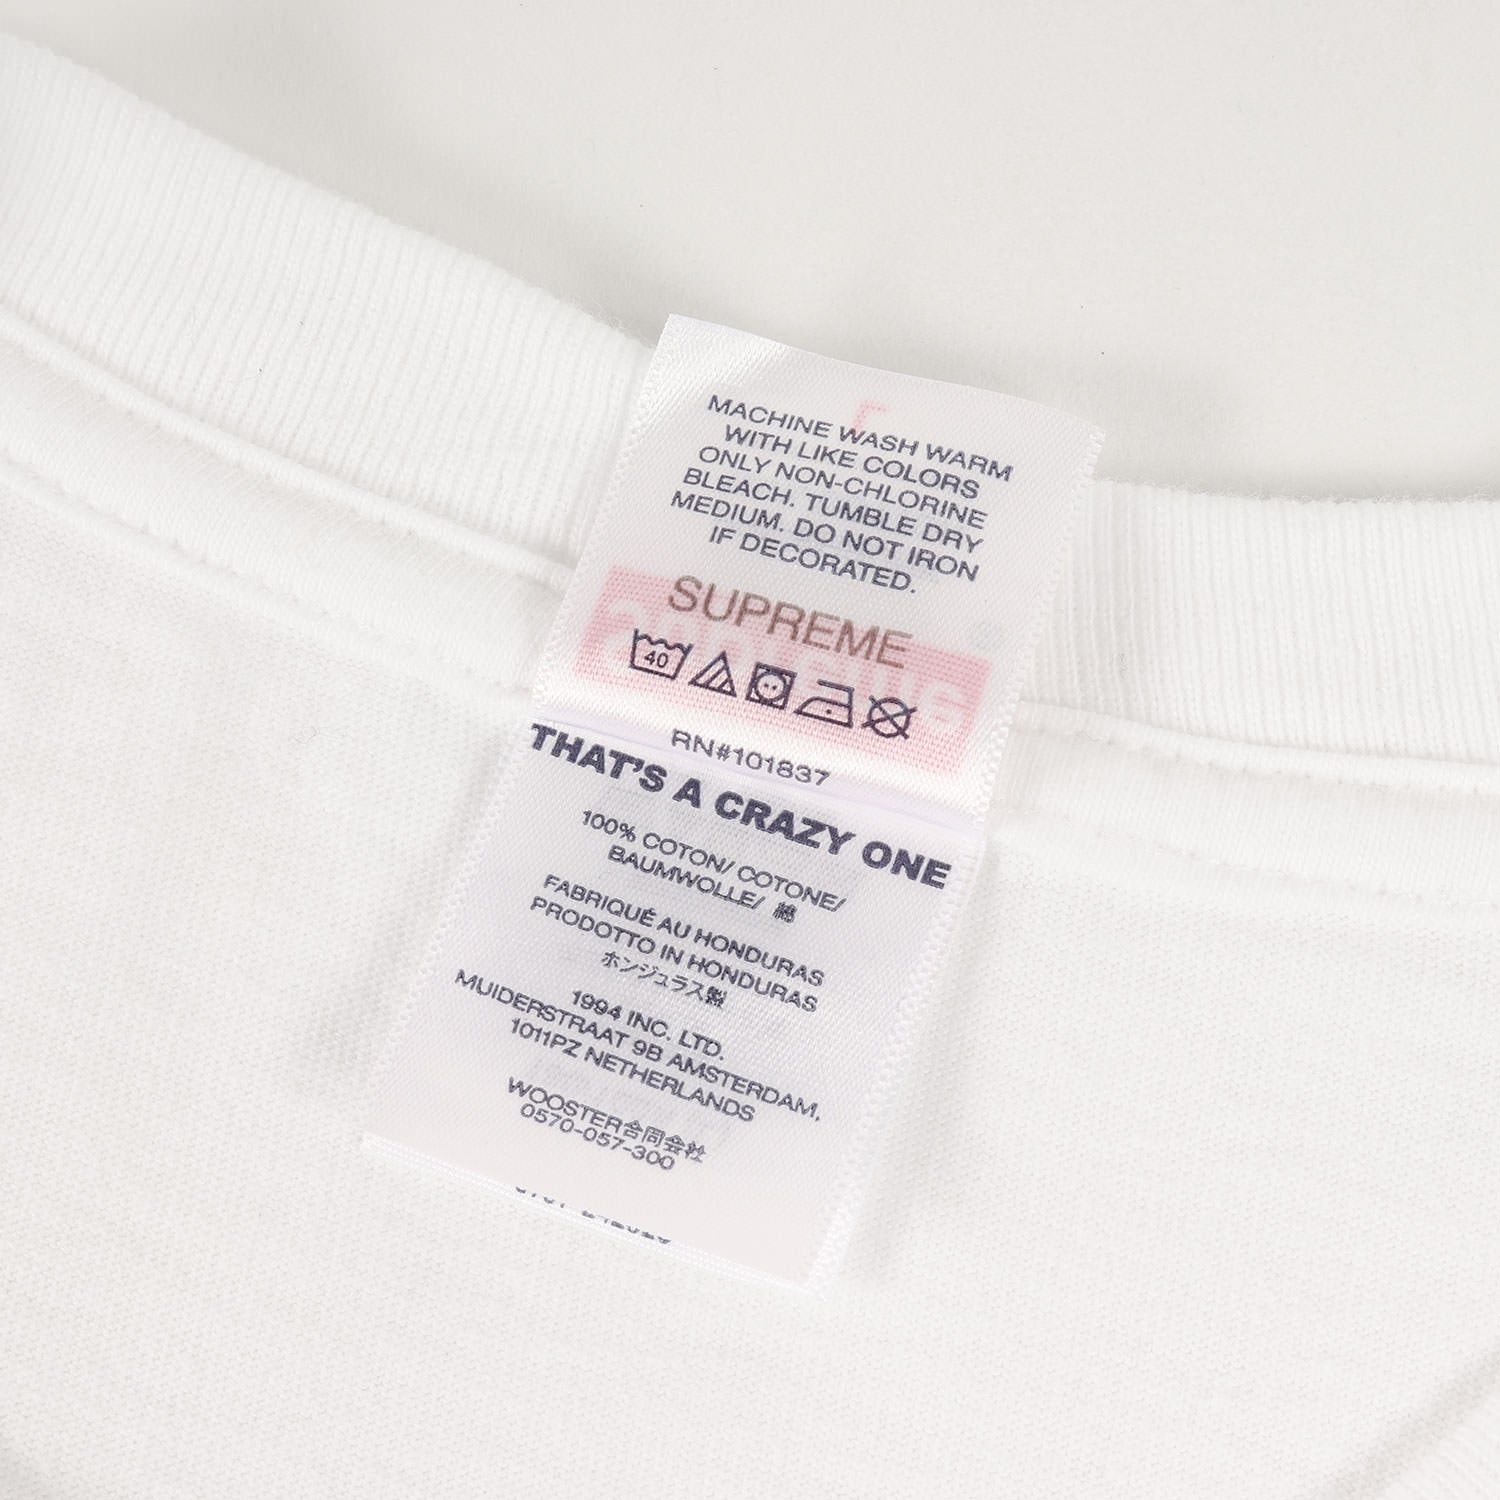 MACHINE WASH WARM
WITH LIKE COLORS
ONLY NON-CHLORINE
BLEACH. TUMBLE DRY
MEDIUM. DO NOT IRON
IF DECORATED.
SUPREME
40
RN#101837
THAT'S A CRAZY ONE
100% COTON/ COTONE/
BAUMWOLLE/ 綿
FABRIQUÉ AU HONDURAS
PRODOTTO IN HONDURAS
ホンジュラス製
1994 INC. LTD.
MUIDERSTRAAT 9B AMSTERDAM,
1011PZ NETHERLANDS
WOOSTER合同会社
0570-057-300